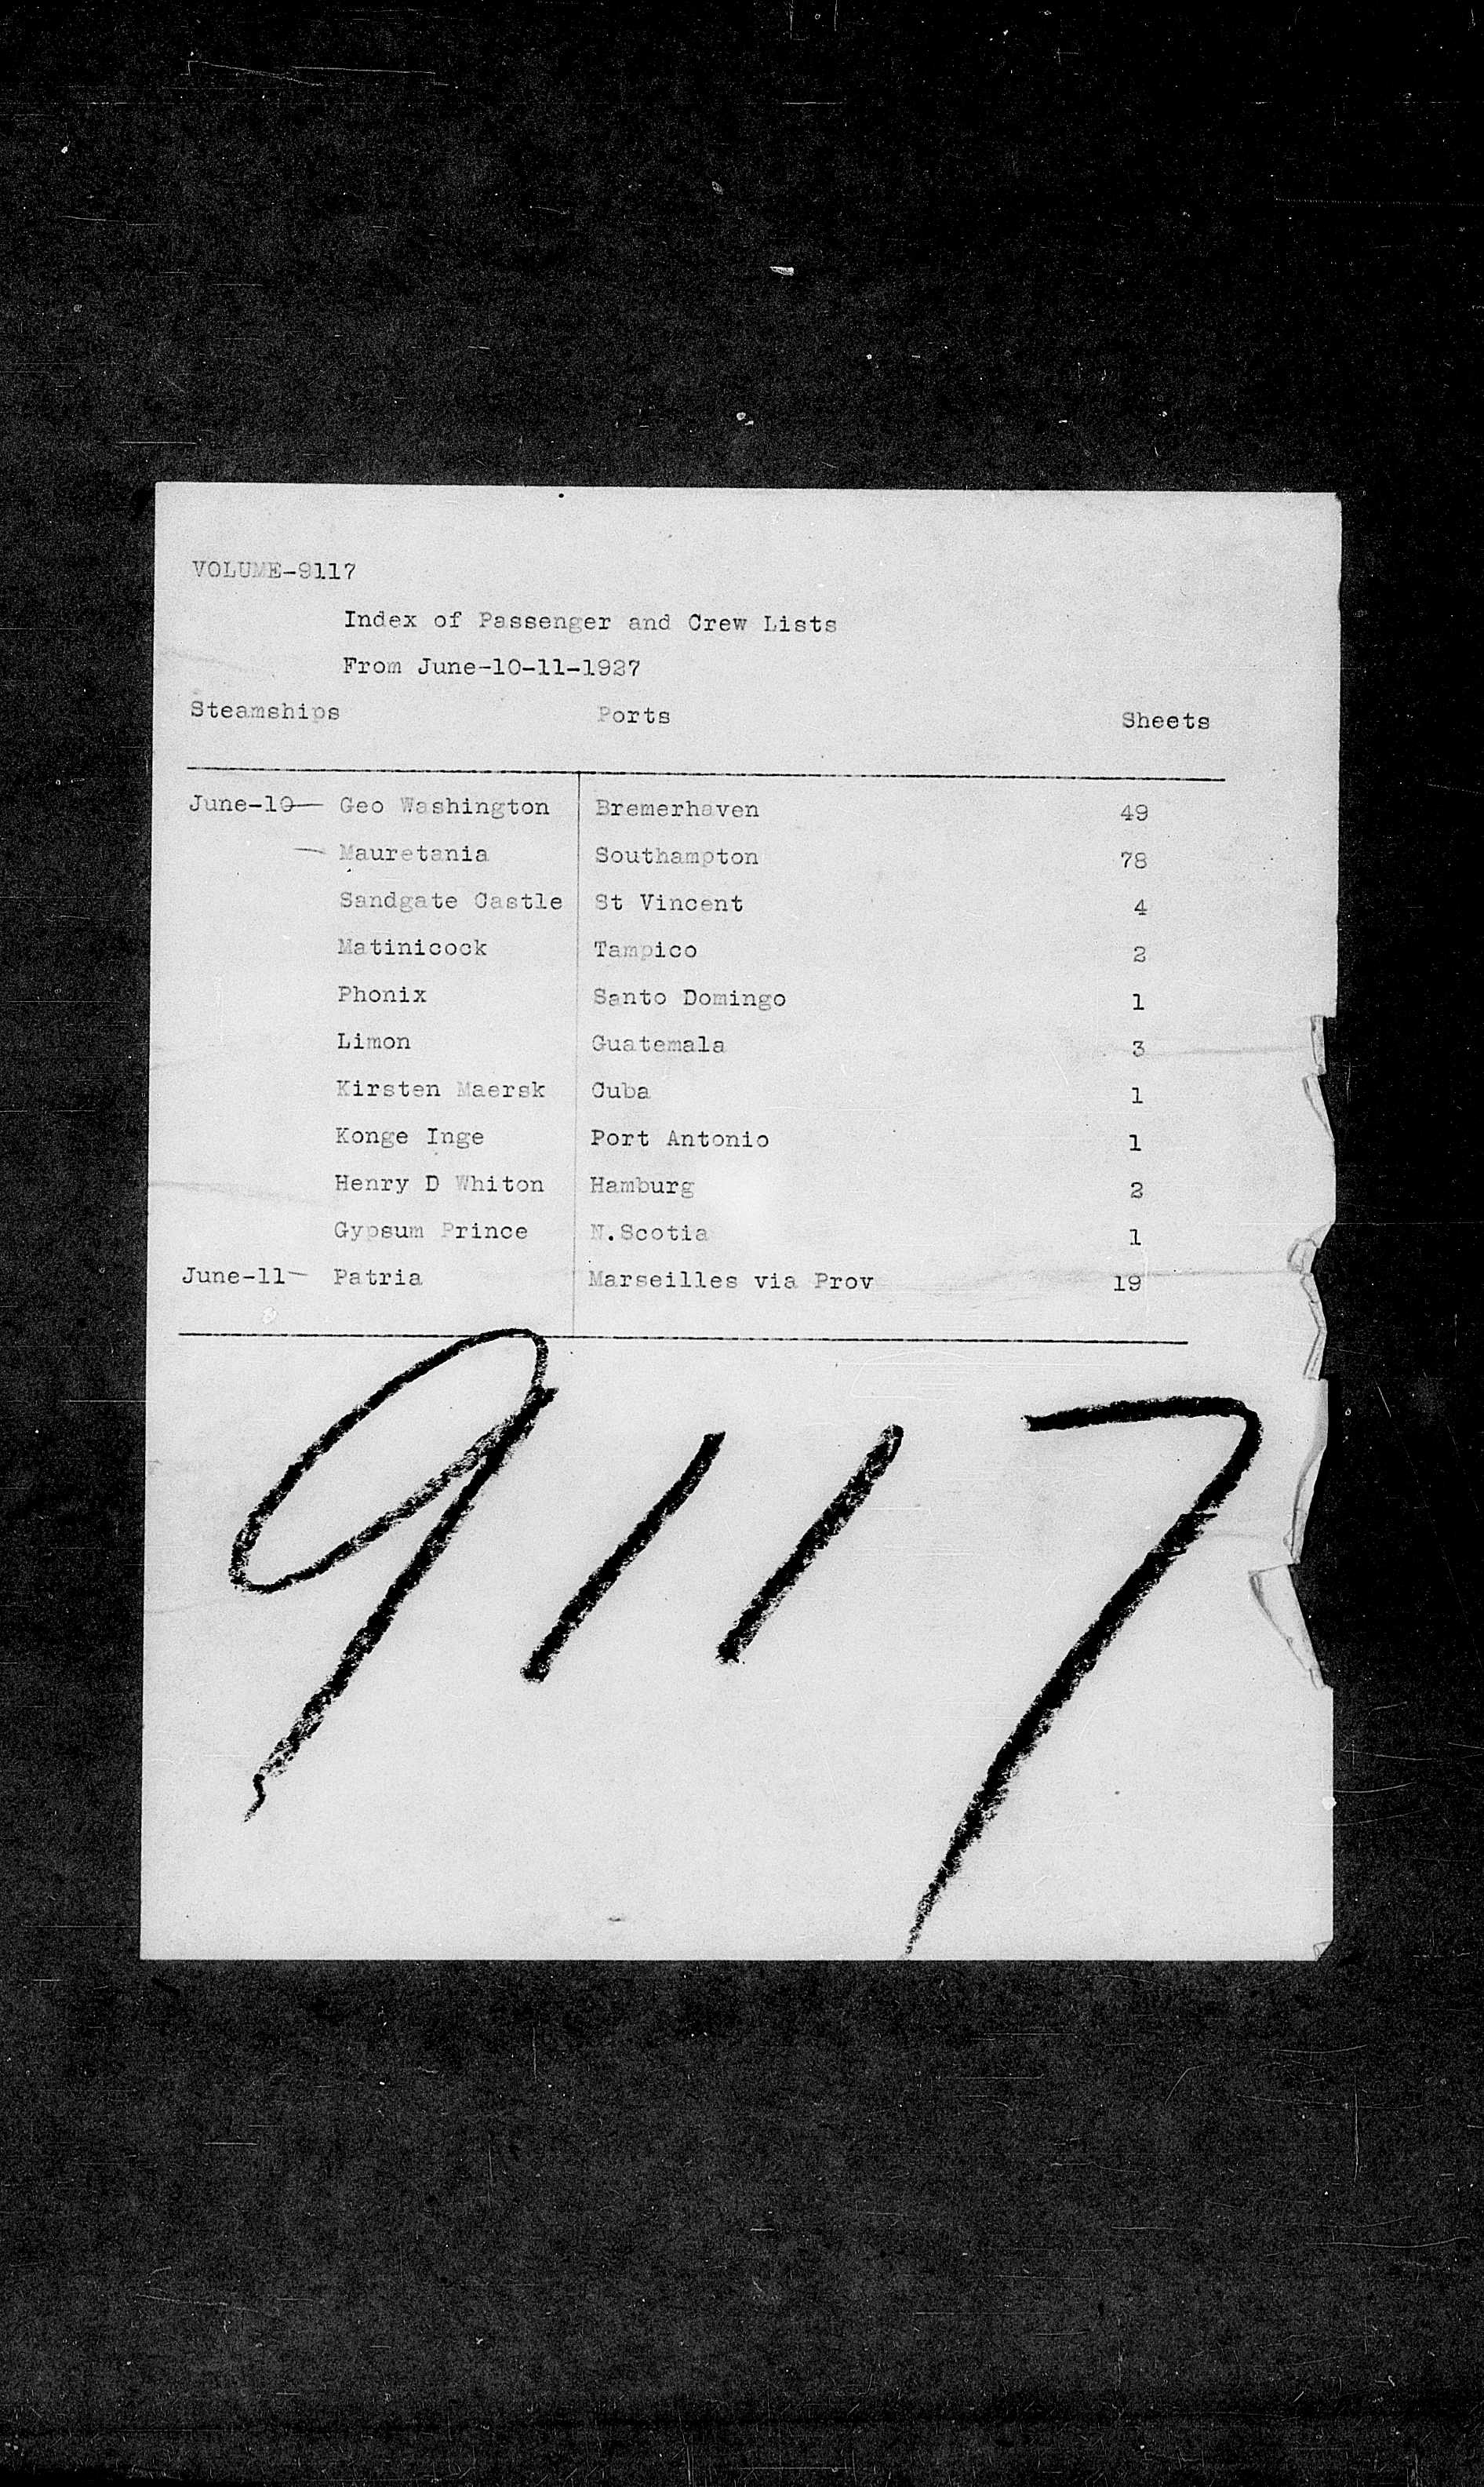 VOLUME-9117
Index of Passenger and Crew Lists
From June-10-11-1927
Steamships Ports Sheets
June-10— Geo Washington Bremerhaven 49
— Mauretania Southampton 78
Sandgate Castle St Vincent 4
Matinicock Tampico 2
Phonix Santo Domingo 1
Limon Guatemala 3
Kirsten Maersk Cuba 1
Konge Inge Port Antonio 1
Henry D Whiton Hamburg 2
Gypsum Prince N.Scotia 1
June-11— Patria Marseilles via Prov 19
9117